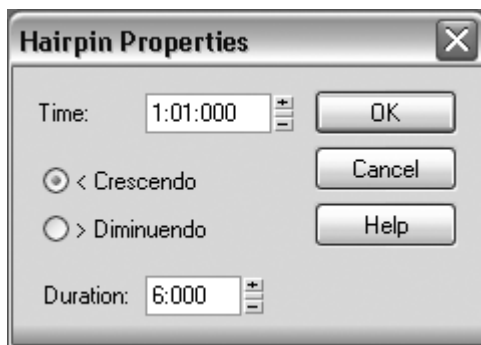 Hairpin Properties
Time: 1:01:000
OK
< Crescendo
Cancel
> Diminuendo
Help
Duration: 6:000